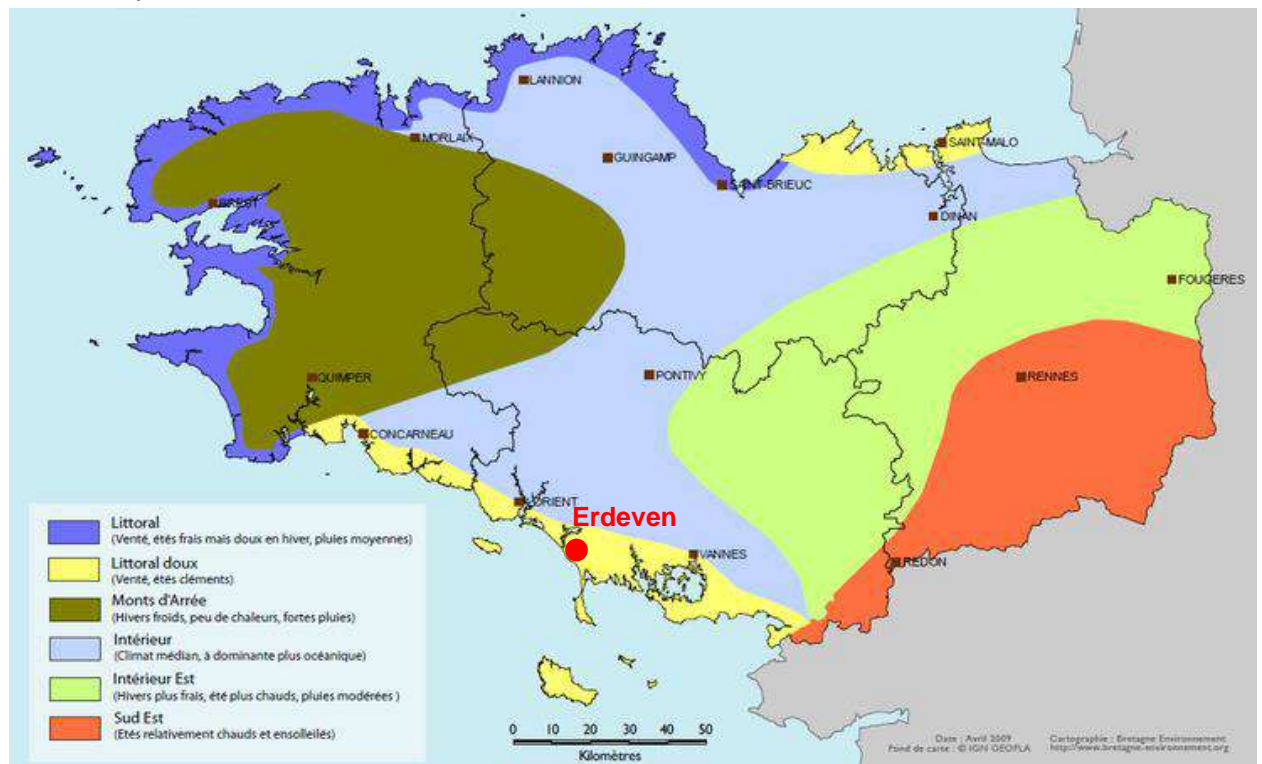 LANNION
MORLAIX
GUINGAMP
SAINT-MALO
SAINT-BRIEUC
BREST
DINAN
FOUGERES
QUIMPER
PONTIVY
RENNES
CONCARNEAU
LORIENT
Erdeven
VANNES
REDON
Littoral
(Venté, étés frais mais doux en hiver, pluies moyennes)
Littoral doux
(Venté, étés cléments)
Monts d'Arrée
(Hivers froids, peu de chaleurs, fortes pluies)
Intérieur
(Climat médian, à dominante plus océanique)
Intérieur Est
(Hivers plus frais, été plus chauds, pluies modérées )
Sud Est
(Etés relativement chauds et ensolleilés)
0 10 20 30 40 50
Kilomètres
Date : Avril 2009
Fond de carte : © IGN GEOFLA
Cartographie : Bretagne Environnement
http://www.bretagne-environnement.org